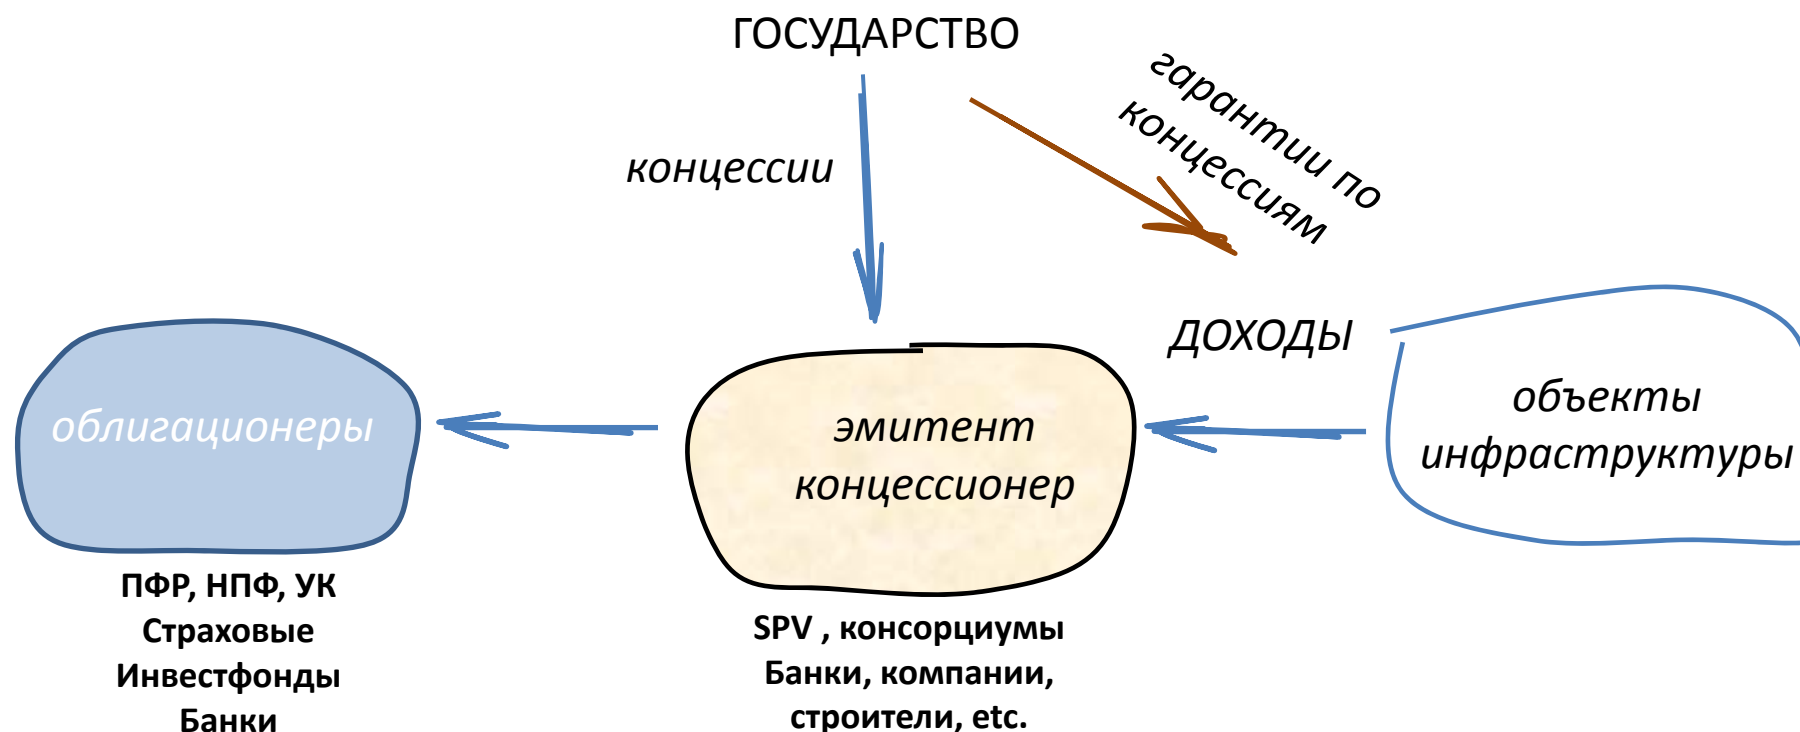 ГОСУДАРСТВО
гарантии по
концессиям
концессии
ДОХОДЫ
облигационеры
эмитент
концессионер
объекты
инфраструктуры
ПФР, НПФ, УК
Страховые
Инвестфонды
Банки
SPV , консорциумы
Банки, компании,
строители, etc.